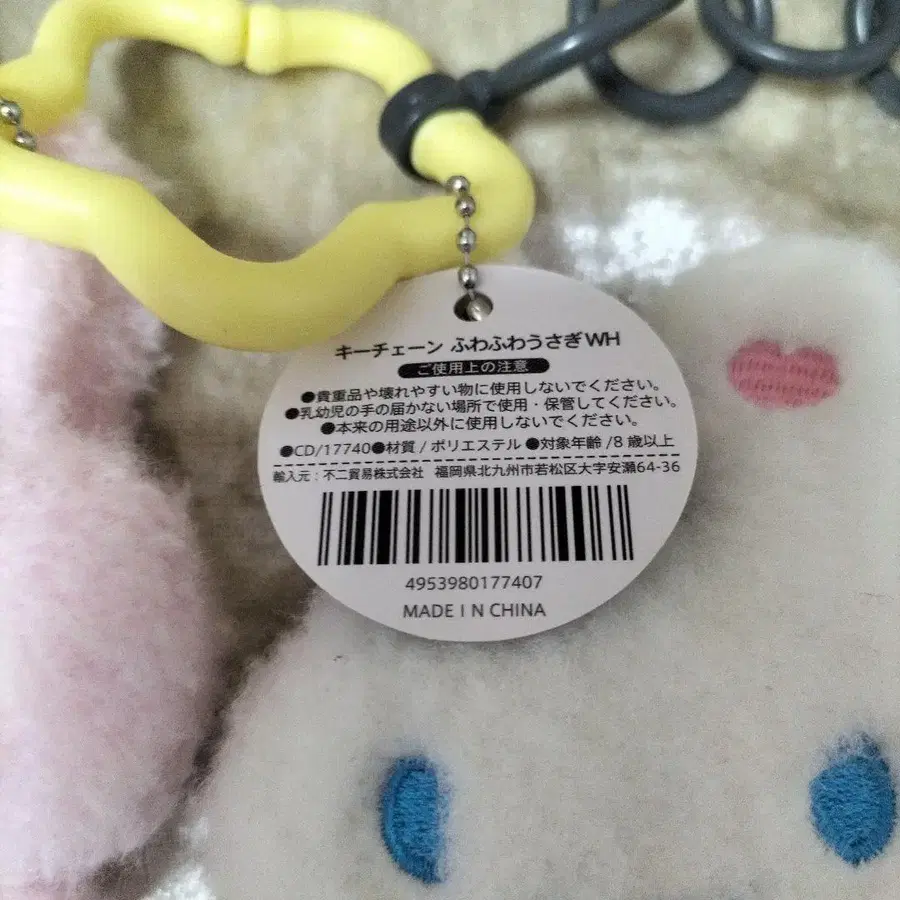 キーチェーン ふわふわうさぎWH
ご使用上の注意
●貴重品や壊れやすい物に使用しないでください。
●乳幼児の手の届かない場所で使用・保管してください。
●本来の用途以外に使用しないでください。
●CD/17740●材質/ポリエステル ●対象年齢/8歳以上
輸入元:不二貿易株式会社 福岡県北九州市若松区大字安瀬64-36
4953980177407
MADE IN CHINA